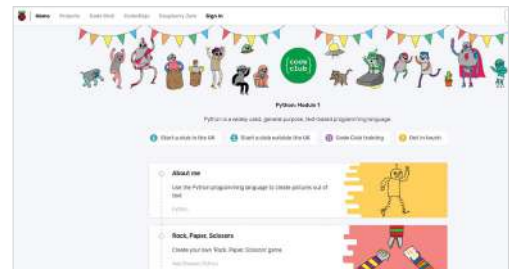 Home Projects Code Club CoderDojo Raspberry Jam Sign in
{code club}
Python: Module 1
Python is a widely used, general purpose, text-based programming language.
Start a club in the UK Start a club outside the UK Code Club training Get in touch
About me
Use the Python programming language to create pictures out of
text
Rock, Paper, Scissors
Create your own 'Rock, Paper, Scissors' game